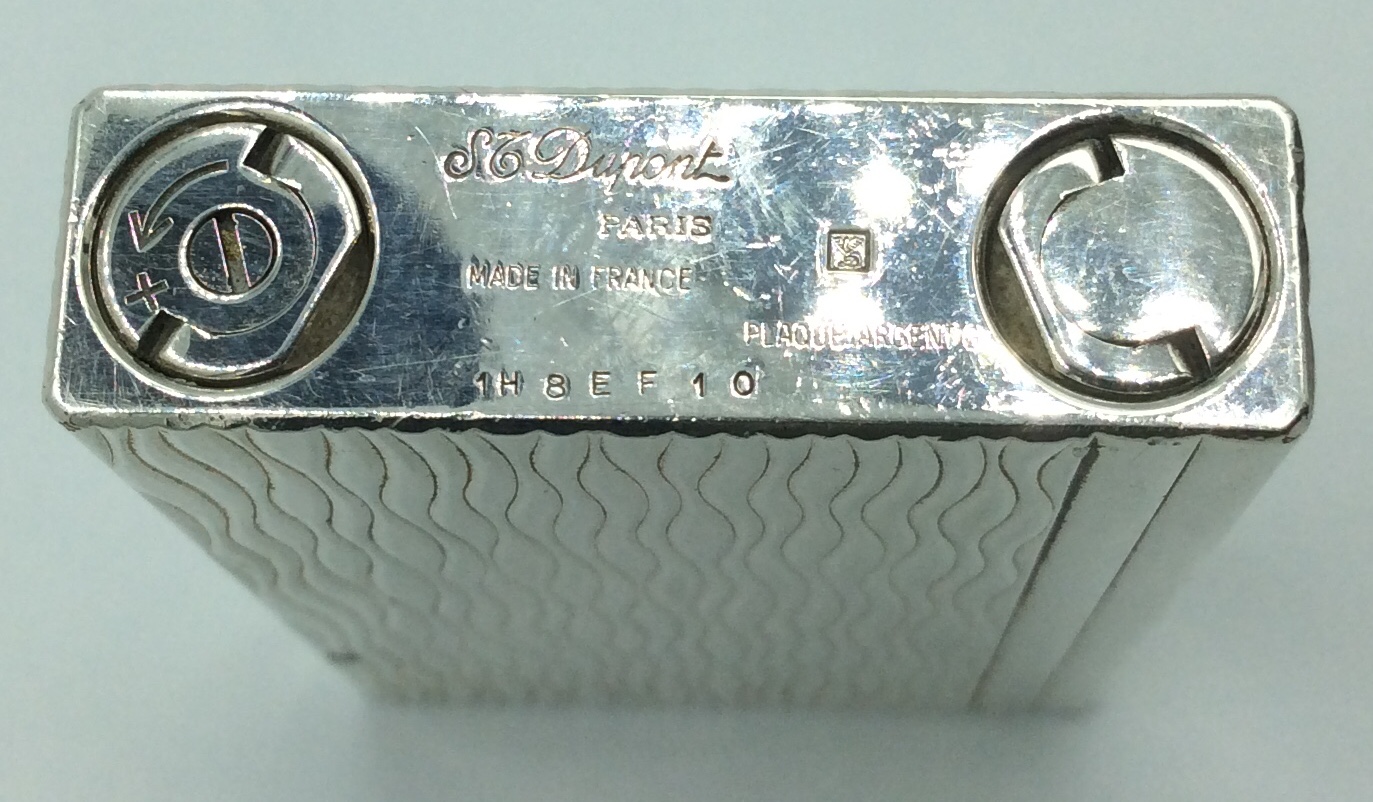 S.T. Dupont
PARIS
MADE IN FRANCE
PLAQUE ARGENT
1H8EF10
+